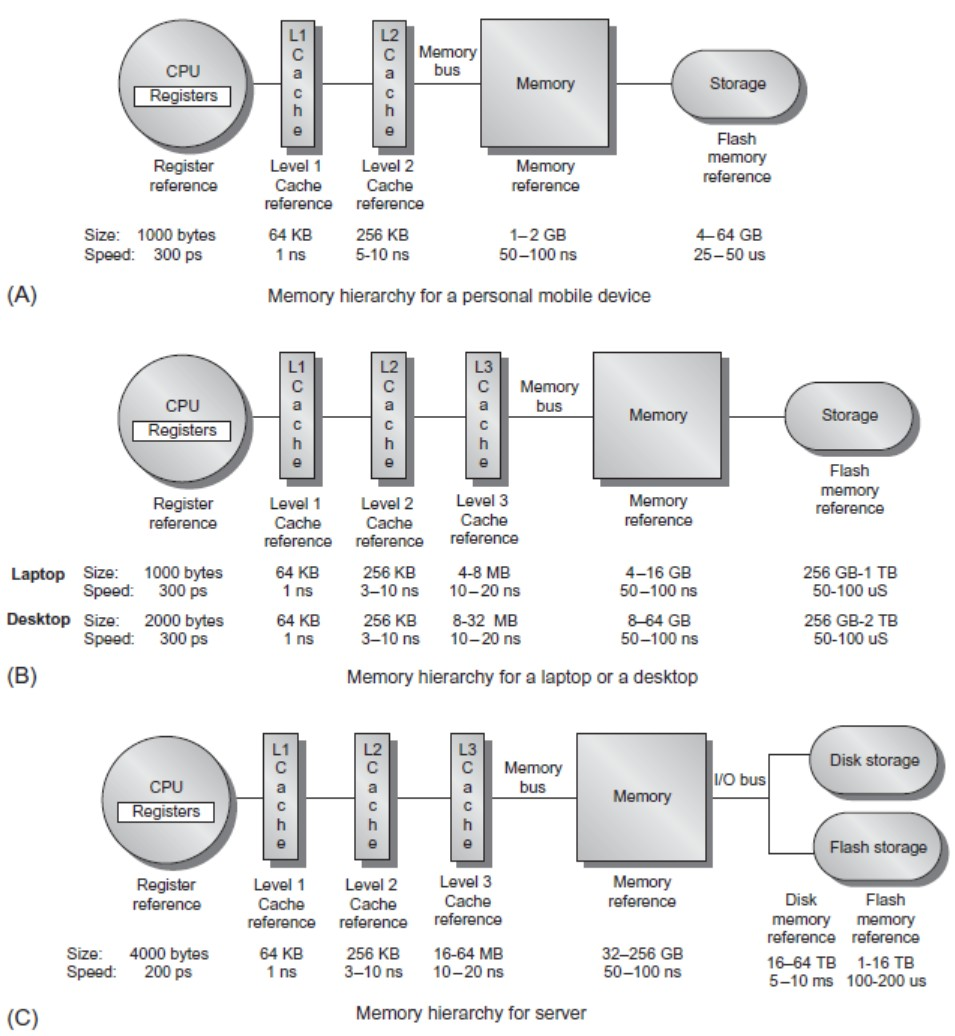 CPU
Registers
L1
C
a
c
h
e
L2
C
a
c
h
e
Memory
bus
Memory
Storage
Register
reference
Level 1
Cache
reference
Level 2
Cache
reference
Memory
reference
Flash
memory
reference
Size: 1000 bytes 64 KB 256 KB 1–2 GB 4–64 GB
Speed: 300 ps 1 ns 5-10 ns 50–100 ns 25–50 us
(A) Memory hierarchy for a personal mobile device
CPU
Registers
L1
C
a
c
h
e
L2
C
a
c
h
e
L3
C
a
c
h
e
Memory
bus
Memory
Storage
Register
reference
Level 1
Cache
reference
Level 2
Cache
reference
Level 3
Cache
reference
Memory
reference
Flash
memory
reference
Laptop Size: 1000 bytes 64 KB 256 KB 4-8 MB 4–16 GB 256 GB-1 TB
Speed: 300 ps 1 ns 3–10 ns 10–20 ns 50–100 ns 50-100 uS
Desktop Size: 2000 bytes 64 KB 256 KB 8-32 MB 8–64 GB 256 GB-2 TB
Speed: 300 ps 1 ns 3–10 ns 10–20 ns 50–100 ns 50-100 uS
(B) Memory hierarchy for a laptop or a desktop
CPU
Registers
L1
C
a
c
h
e
L2
C
a
c
h
e
L3
C
a
c
h
e
Memory
bus
Memory
I/O bus
Disk storage
Flash storage
Register
reference
Level 1
Cache
reference
Level 2
Cache
reference
Level 3
Cache
reference
Memory
reference
Disk
memory
reference
Flash
memory
reference
Size: 4000 bytes 64 KB 256 KB 16-64 MB 32–256 GB 16–64 TB 1-16 TB
Speed: 200 ps 1 ns 3–10 ns 10–20 ns 50–100 ns 5–10 ms 100-200 us
(C) Memory hierarchy for server